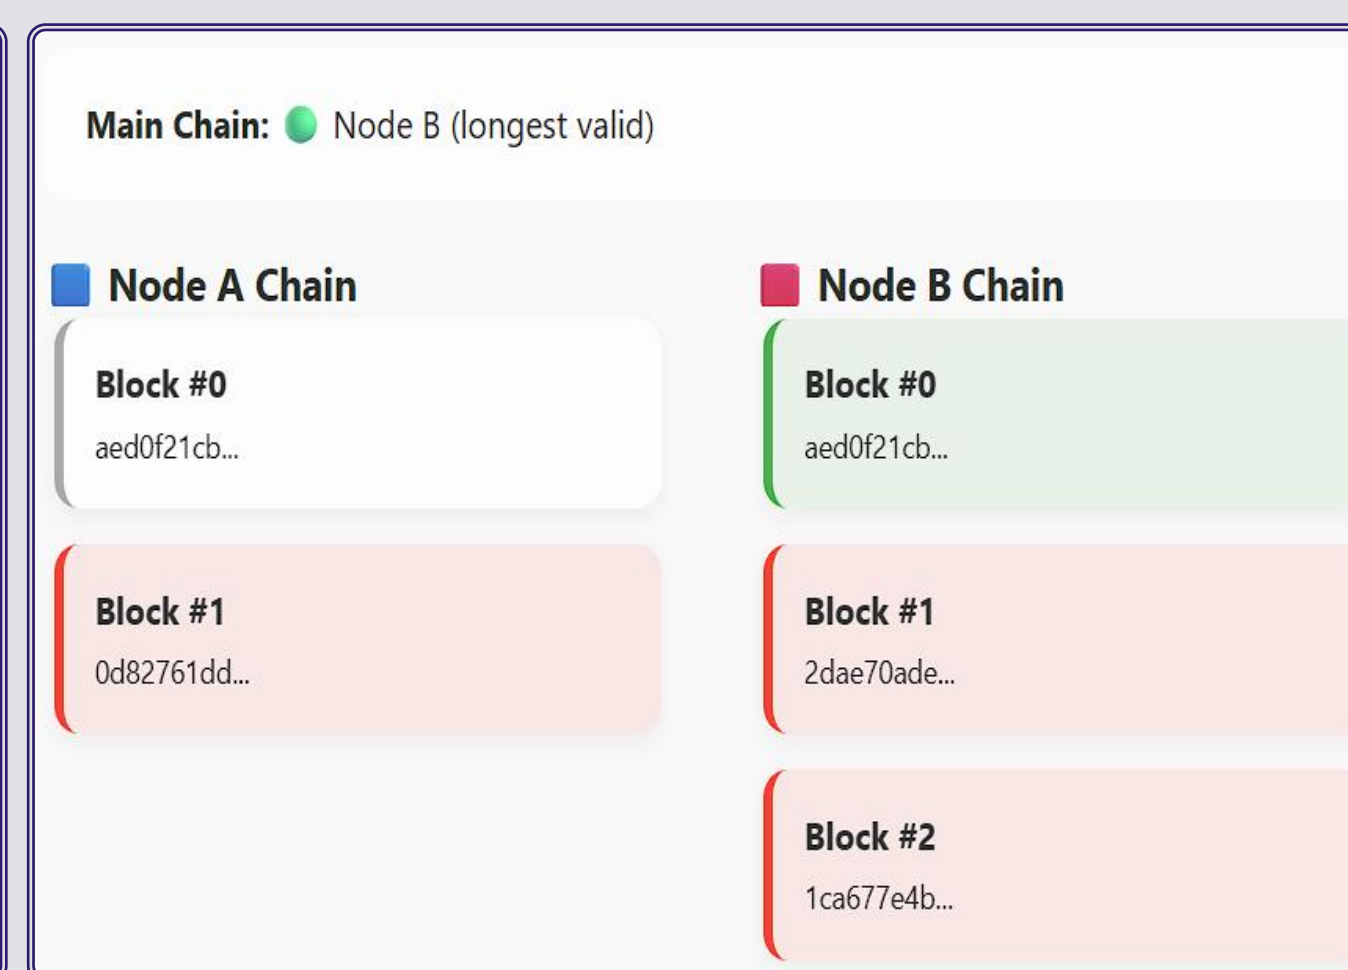 Main Chain: Node B (longest valid)
Node A Chain
Block #0
aed0f21cb...
Block #1
0d82761dd...
Node B Chain
Block #0
aed0f21cb...
Block #1
2dae70ade...
Block #2
1ca677e4b...